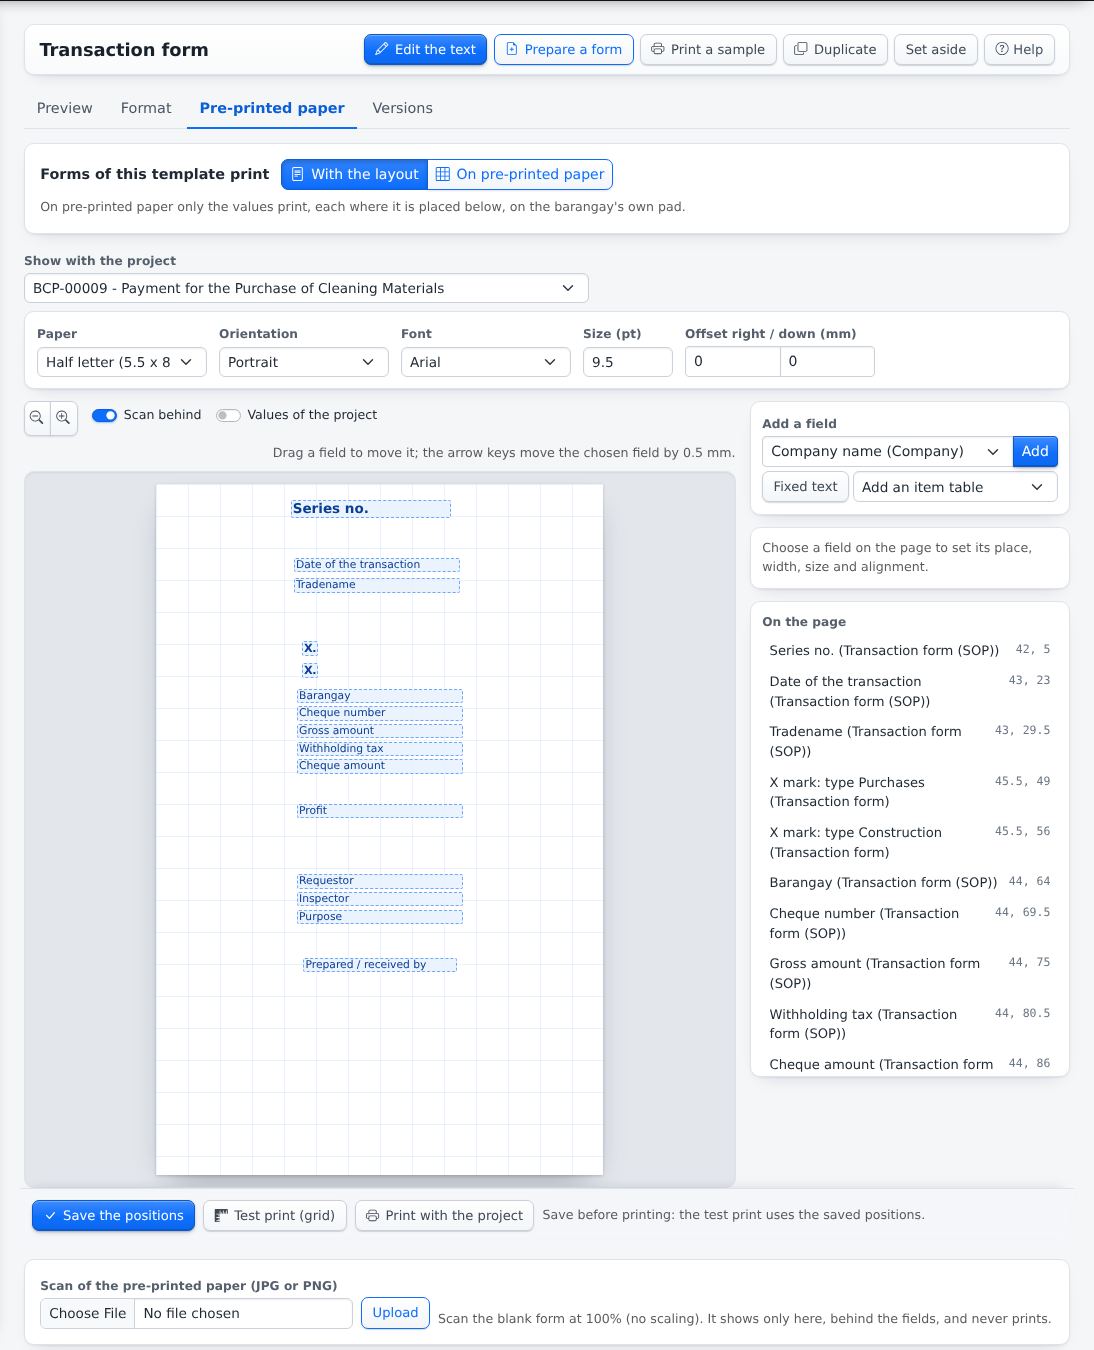 Transaction form
Edit the text
Prepare a form
Print a sample
Duplicate
Set aside
Help
Preview
Format
Pre-printed paper
Versions
Forms of this template print
With the layout
On pre-printed paper
On pre-printed paper only the values print, each where it is placed below, on the barangay's own pad.
Show with the project
BCP-00009 - Payment for the Purchase of Cleaning Materials
Paper
Orientation
Font
Size (pt)
Offset right / down (mm)
Half letter (5.5 x 8
Portrait
Arial
9.5
0
0
Scan behind
Values of the project
Drag a field to move it; the arrow keys move the chosen field by 0.5 mm.
Series no.
Date of the transaction
Tradename
X.
X.
Barangay
Cheque number
Gross amount
Withholding tax
Cheque amount
Profit
Requestor
Inspector
Purpose
Prepared / received by
Add a field
Company name (Company)
Add
Fixed text
Add an item table
Choose a field on the page to set its place,
width, size and alignment.
On the page
Series no. (Transaction form (SOP)) 42, 5
Date of the transaction 43, 23
(Transaction form (SOP))
Tradename (Transaction form 43, 29.5
(SOP))
X mark: type Purchases 45.5, 49
(Transaction form)
X mark: type Construction 45.5, 56
(Transaction form)
Barangay (Transaction form (SOP)) 44, 64
Cheque number (Transaction 44, 69.5
form (SOP))
Gross amount (Transaction form 44, 75
(SOP))
Withholding tax (Transaction 44, 80.5
form (SOP))
Cheque amount (Transaction form 44, 86
Save the positions
Test print (grid)
Print with the project
Save before printing: the test print uses the saved positions.
Scan of the pre-printed paper (JPG or PNG)
Choose File
No file chosen
Upload
Scan the blank form at 100% (no scaling). It shows only here, behind the fields, and never prints.